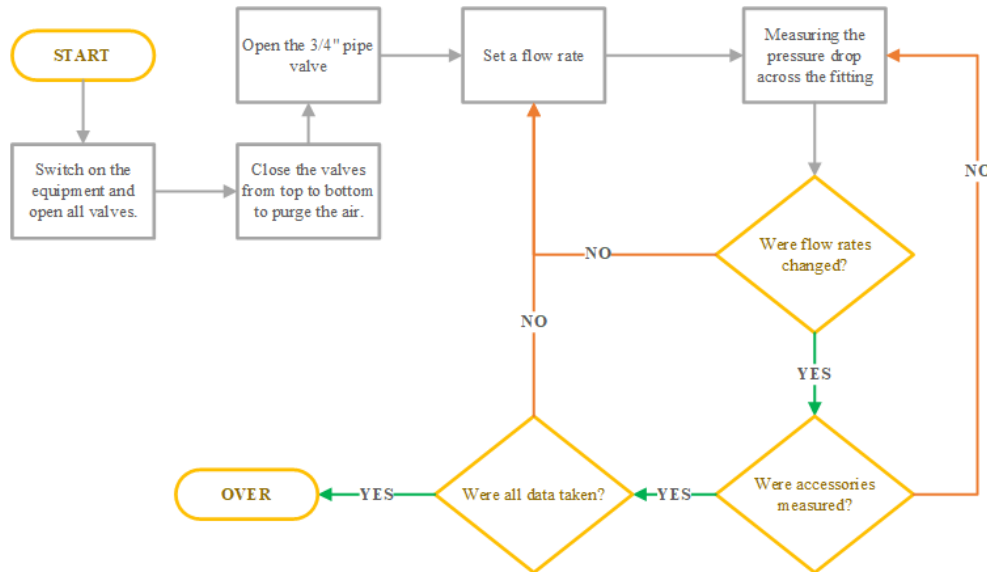 START
Switch on the
equipment and
open all valves.
Close the valves
from top to bottom
to purge the air.
Open the 3/4" pipe
valve
Set a flow rate
Measuring the
pressure drop
across the fitting
NO
Were flow rates
changed?
NO
NO
YES
Were accessories
measured?
YES
Were all data taken?
YES
OVER